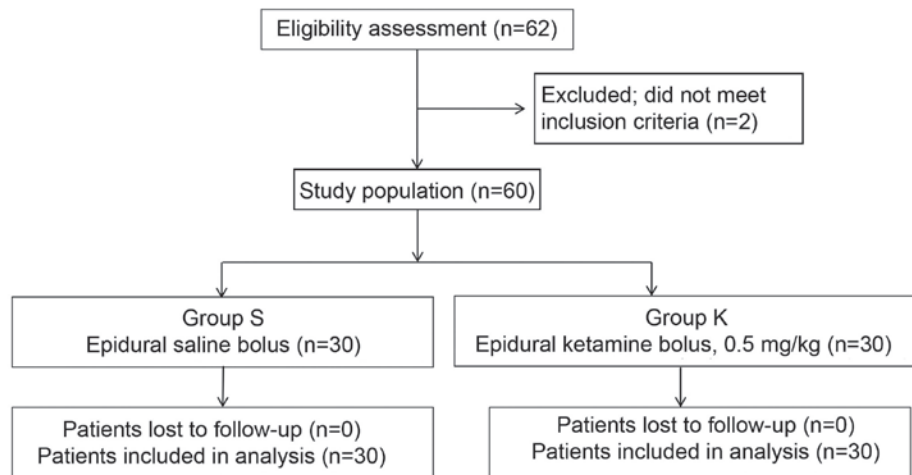 Eligibility assessment (n=62)
Excluded; did not meet
inclusion criteria (n=2)
Study population (n=60)
Group S
Epidural saline bolus (n=30)
Group K
Epidural ketamine bolus, 0.5 mg/kg (n=30)
Patients lost to follow-up (n=0)
Patients included in analysis (n=30)
Patients lost to follow-up (n=0)
Patients included in analysis (n=30)